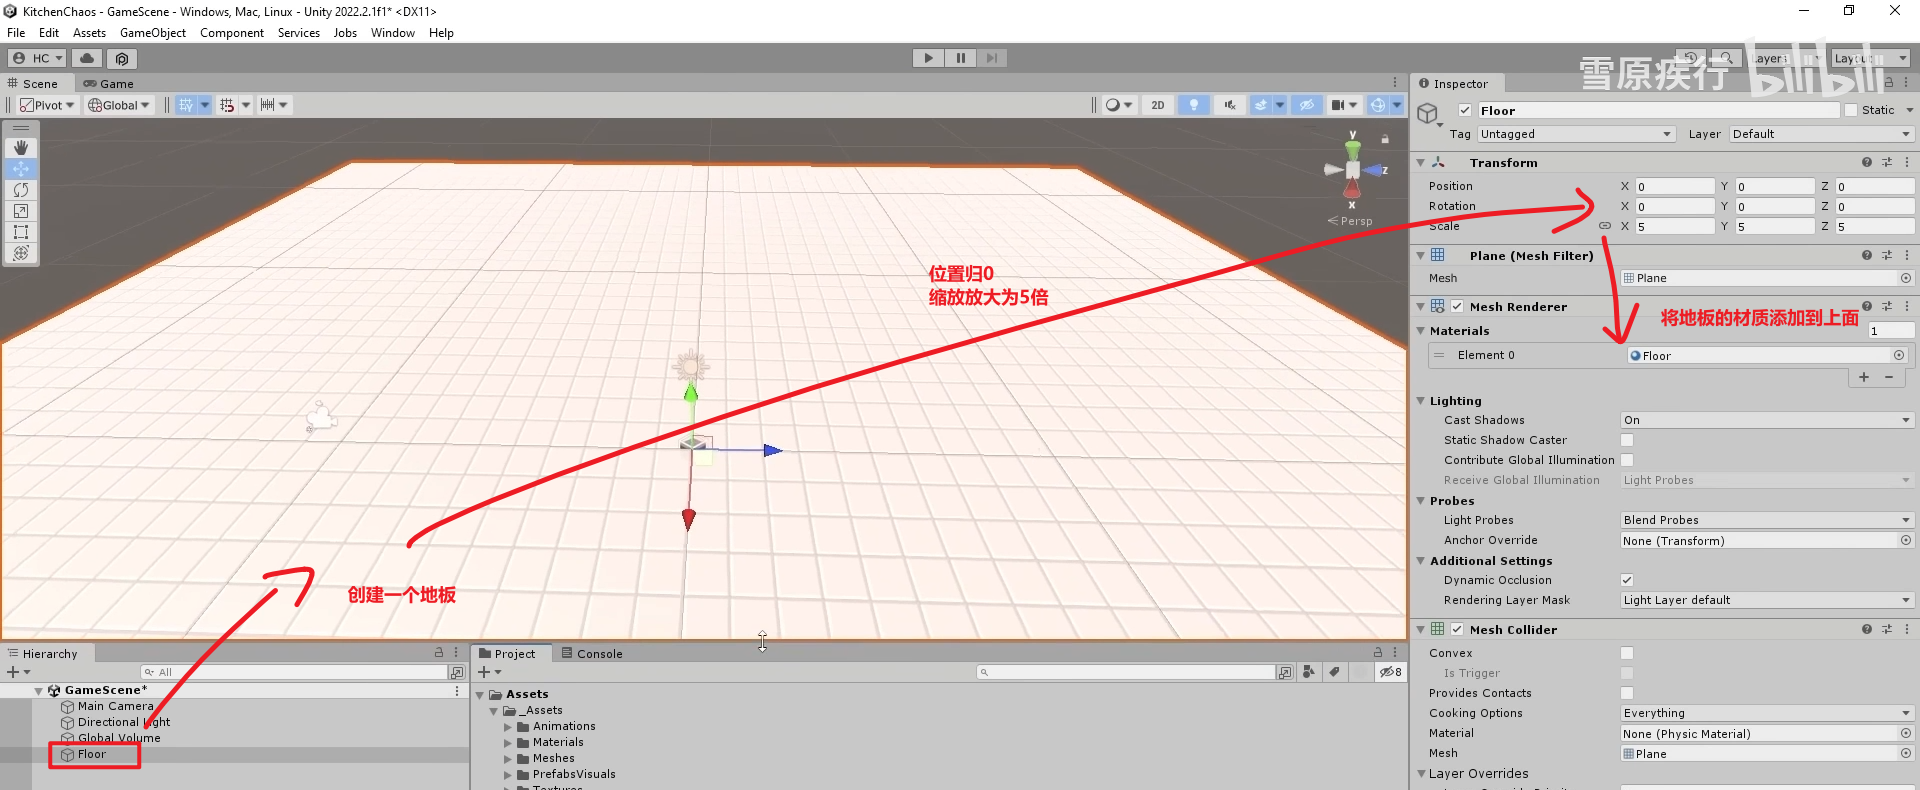 KitchenChaos - GameScene - Windows, Mac, Linux - Unity 2022.2.1f1* <DX11>
File Edit Assets GameObject Component Services Jobs Window Help
HC
Layers
Layout
雪原疾行 bilibili
Scene Game
Pivot Global
2D
y
z
x
Persp
位置归0
缩放放大为5倍
创建一个地板
Inspector
Floor
Static
Tag Untagged Layer Default
Transform
Position X 0 Y 0 Z 0
Rotation X 0 Y 0 Z 0
Scale X 5 Y 5 Z 5
Plane (Mesh Filter)
Mesh Plane
Mesh Renderer
将地板的材质添加到上面
Materials 1
Element 0 Floor
+ −
Lighting
Cast Shadows On
Static Shadow Caster
Contribute Global Illumination
Receive Global Illumination Light Probes
Probes
Light Probes Blend Probes
Anchor Override None (Transform)
Additional Settings
Dynamic Occlusion
Rendering Layer Mask Light Layer default
Mesh Collider
Convex
Is Trigger
Provides Contacts
Cooking Options Everything
Material None (Physic Material)
Mesh Plane
Layer Overrides
Hierarchy
All
GameScene*
Main Camera
Directional Light
Global Volume
Floor
Project Console
8
Assets
_Assets
Animations
Materials
Meshes
PrefabsVisuals
Textures